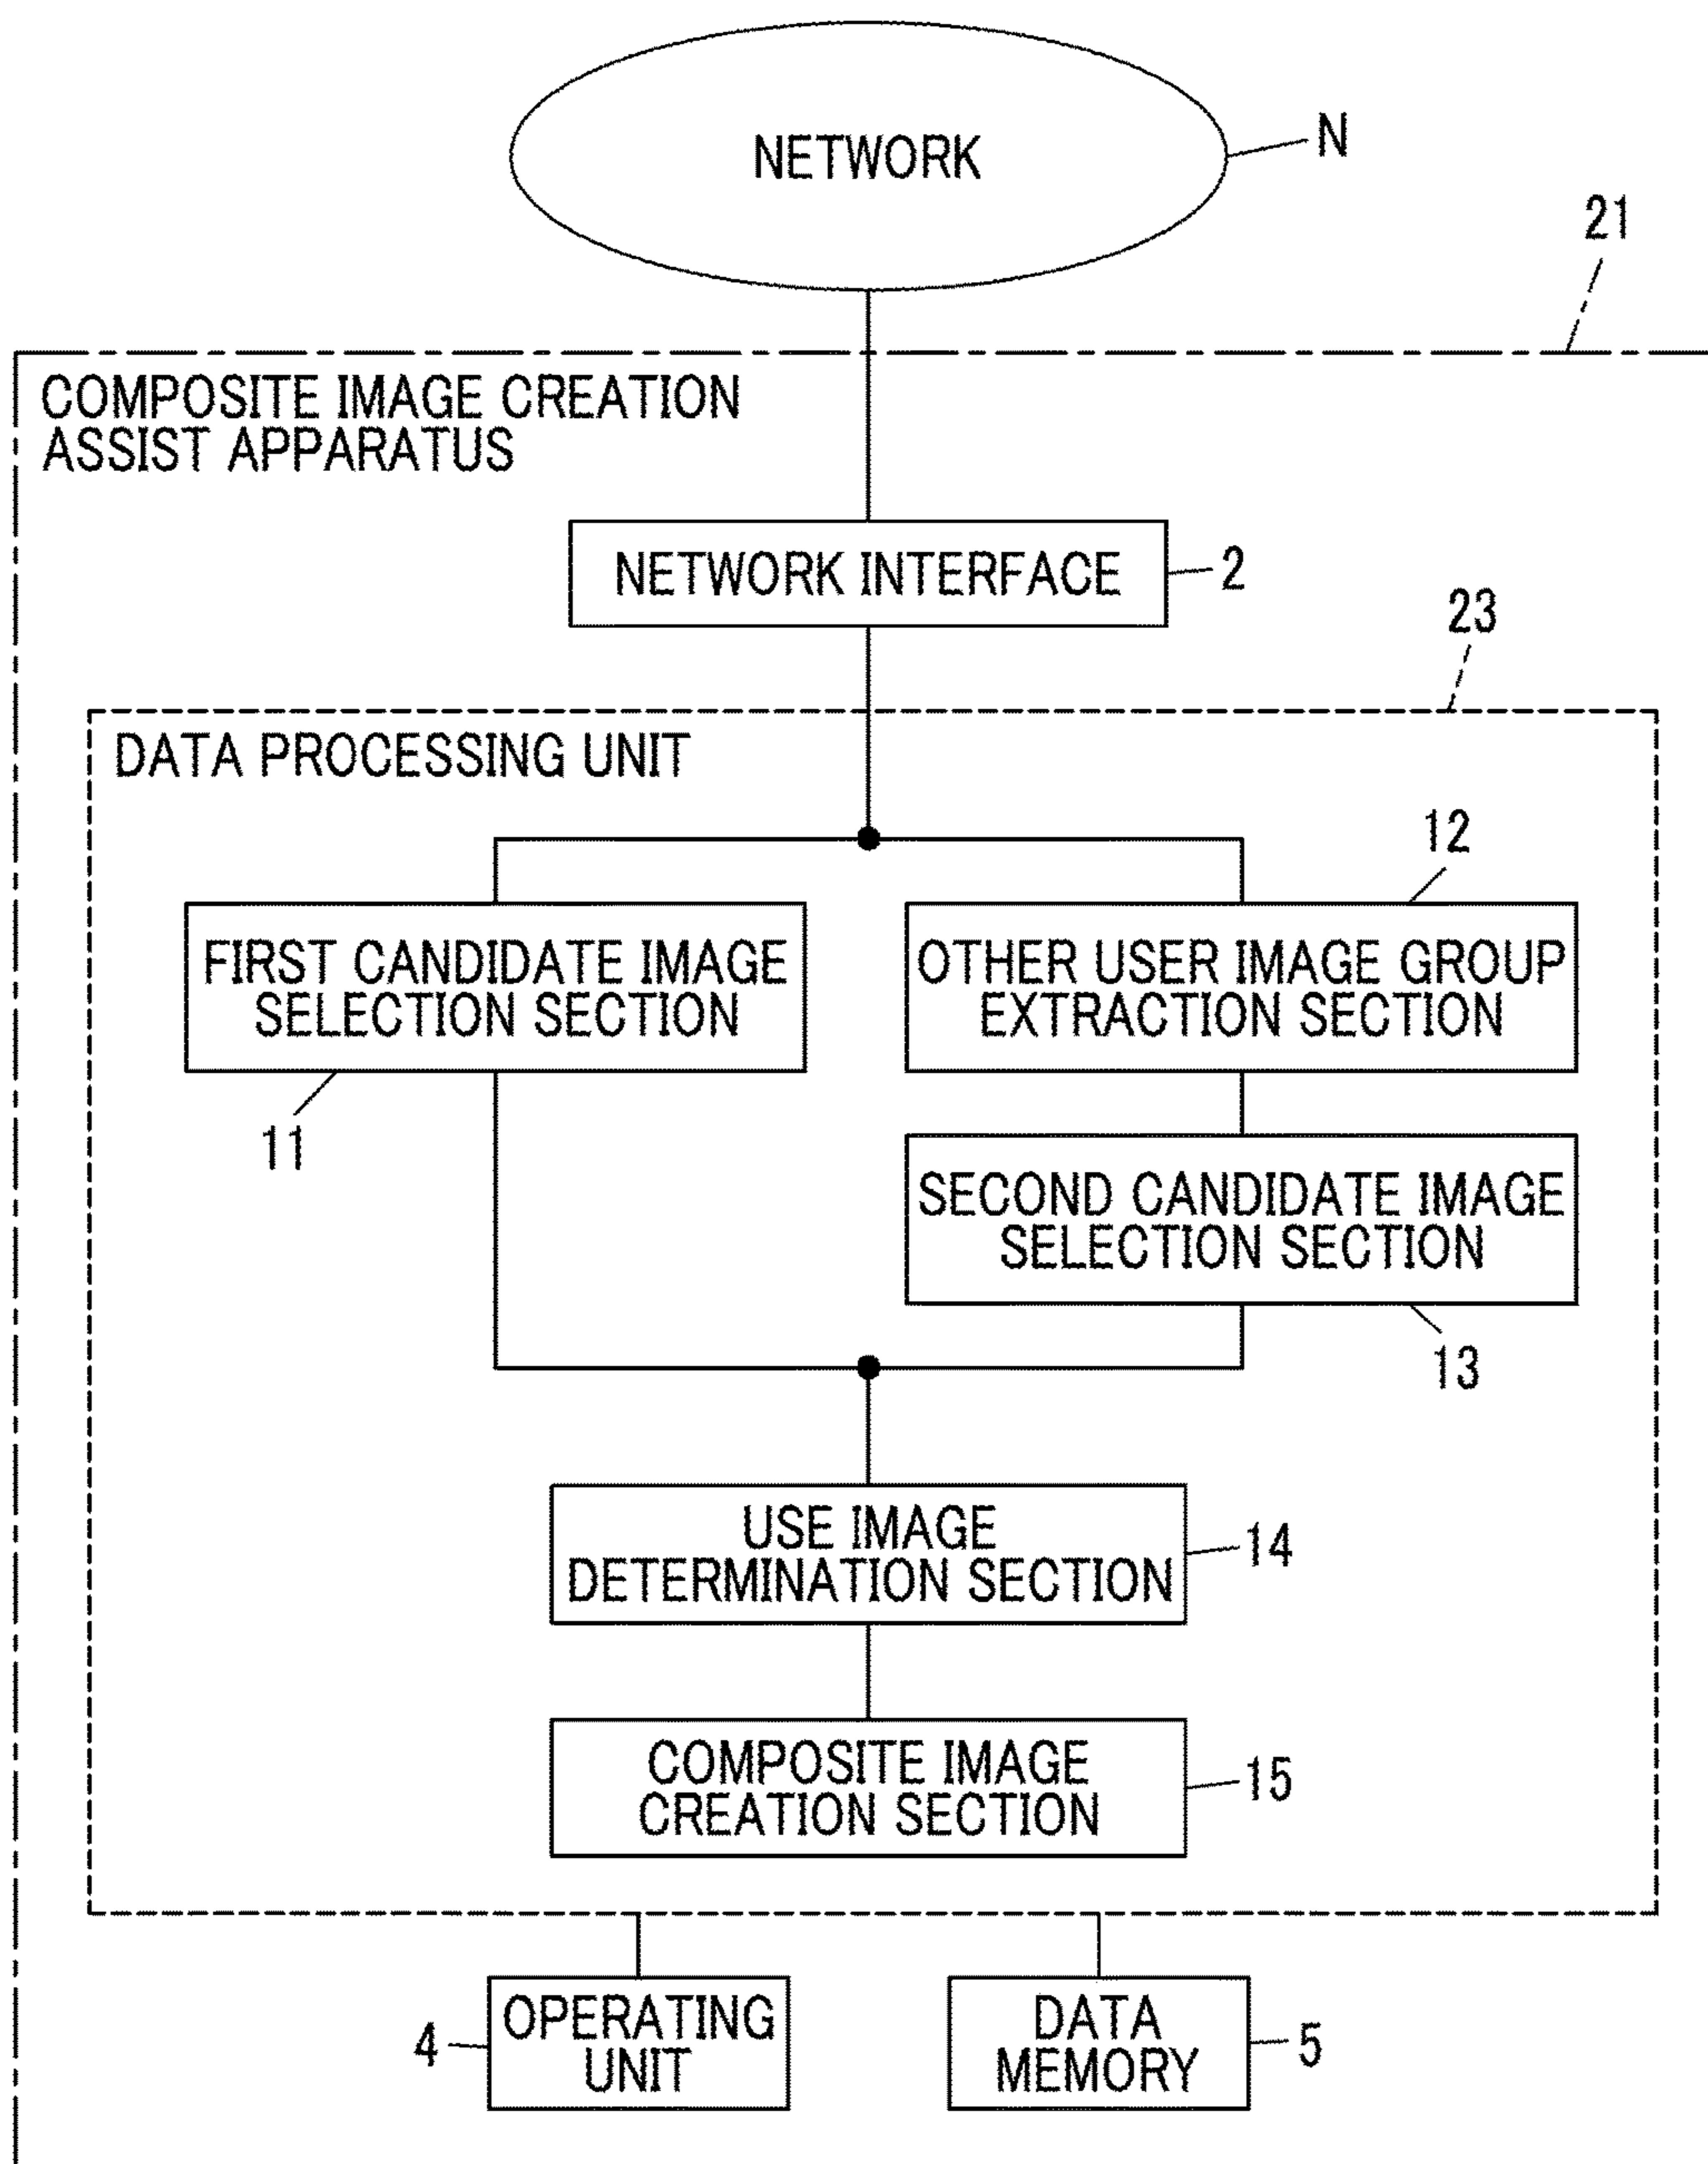 NETWORK
N
21
COMPOSITE IMAGE CREATION
ASSIST APPARATUS
NETWORK INTERFACE
2
23
DATA PROCESSING UNIT
12
FIRST CANDIDATE IMAGE
SELECTION SECTION
OTHER USER IMAGE GROUP
EXTRACTION SECTION
11
SECOND CANDIDATE IMAGE
SELECTION SECTION
13
USE IMAGE
DETERMINATION SECTION
14
COMPOSITE IMAGE
CREATION SECTION
15
4
OPERATING
UNIT
DATA
MEMORY
5